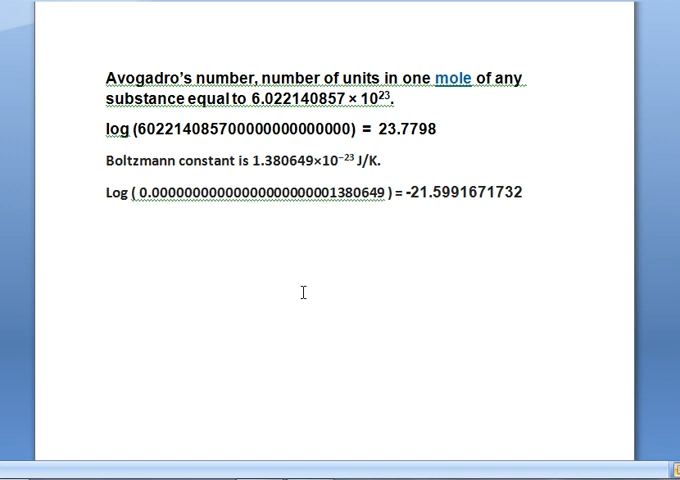 Avogadro's number, number of units in one mole of any
substance equal to 6.022140857 × 10²³.
log (602214085700000000000000) = 23.7798
Boltzmann constant is 1.380649×10⁻²³ J/K.
Log ( 0.00000000000000000000001380649 ) = -21.5991671732